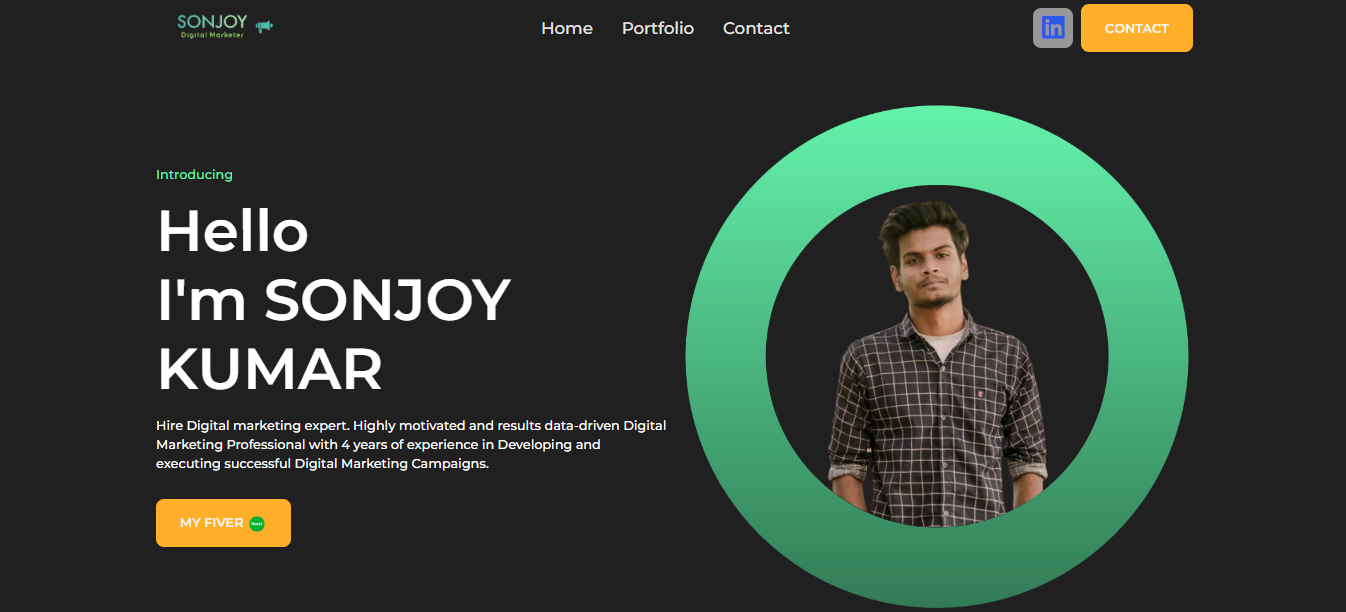 SONJOY
Digital Marketer
Home
Portfolio
Contact
in
CONTACT
Introducing
Hello
I'm SONJOY
KUMAR
Hire Digital marketing expert. Highly motivated and results data-driven Digital
Marketing Professional with 4 years of experience in Developing and
executing successful Digital Marketing Campaigns.
MY FIVER